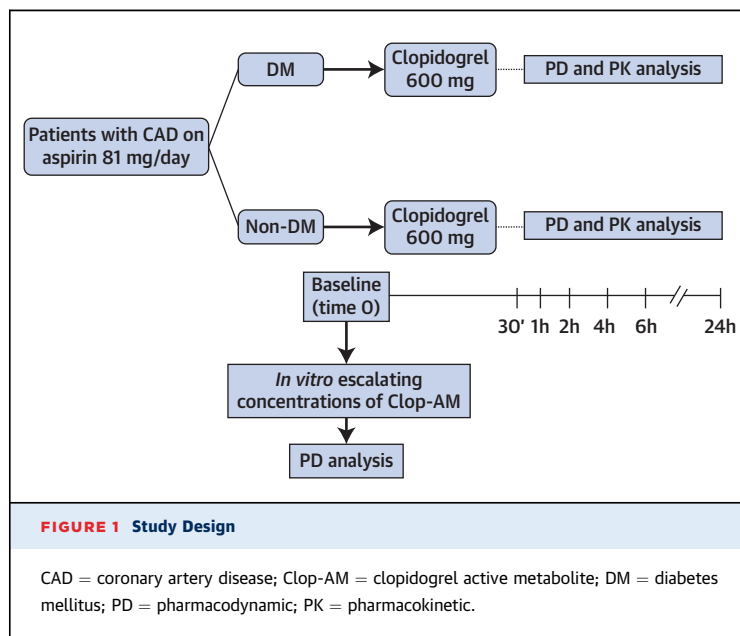 DM
Clopidogrel
600 mg
PD and PK analysis
Patients with CAD on
aspirin 81 mg/day
Non-DM
Clopidogrel
600 mg
PD and PK analysis
Baseline
(time 0)
30' 1h 2h 4h 6h 24h
In vitro escalating
concentrations of Clop-AM
PD analysis
FIGURE 1 Study Design
CAD = coronary artery disease; Clop-AM = clopidogrel active metabolite; DM = diabetes
mellitus; PD = pharmacodynamic; PK = pharmacokinetic.